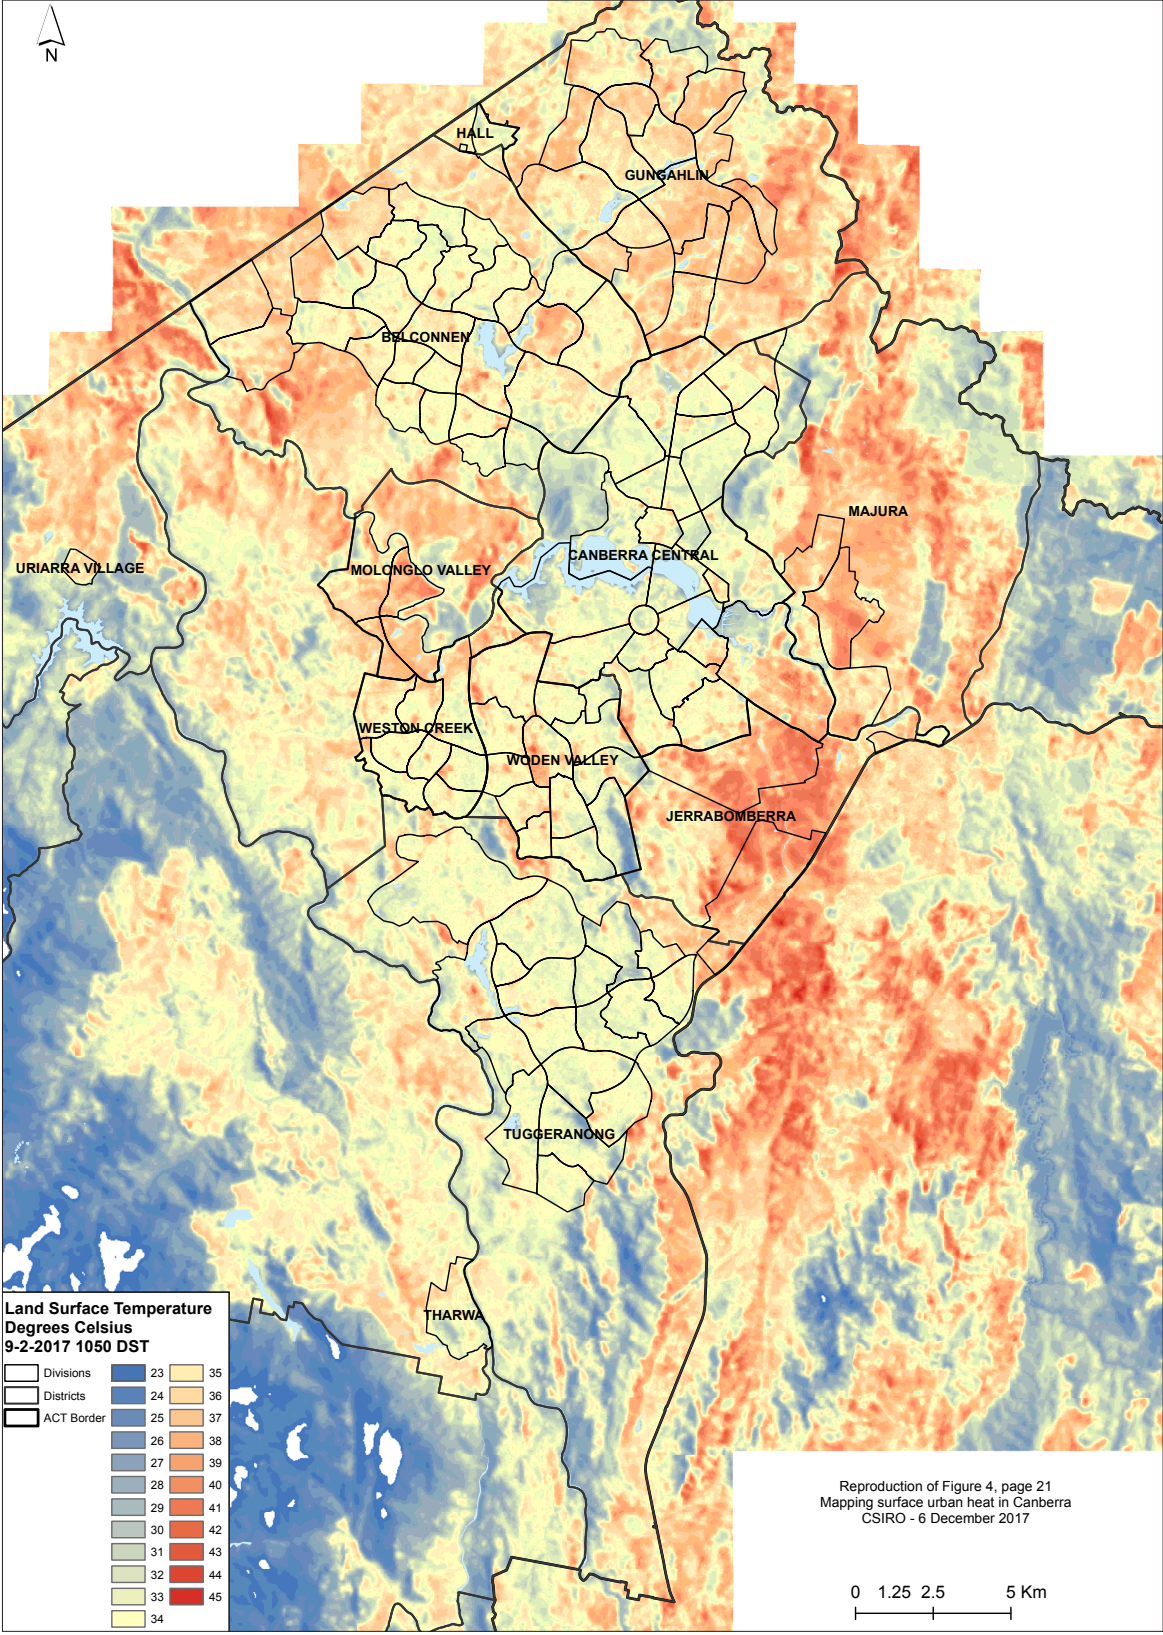 N
HALL
GUNGAHLIN
BELCONNEN
MAJURA
CANBERRA CENTRAL
URIARRA VILLAGE
MOLONGLO VALLEY
WESTON CREEK
WODEN VALLEY
JERRABOMBERRA
TUGGERANONG
THARWA
Land Surface Temperature
Degrees Celsius
9-2-2017 1050 DST
Divisions
Districts
ACT Border
23
24
25
26
27
28
29
30
31
32
33
34
35
36
37
38
39
40
41
42
43
44
45
Reproduction of Figure 4, page 21
Mapping surface urban heat in Canberra
CSIRO - 6 December 2017
0 1.25 2.5 5 Km